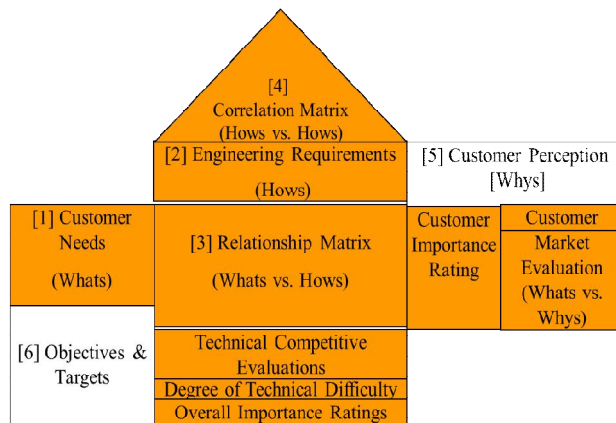 [4]
Correlation Matrix
(Hows vs. Hows)
[2] Engineering Requirements
(Hows)
[5] Customer Perception
[Whys]
[1] Customer
Needs
(Whats)
[3] Relationship Matrix
(Whats vs. Hows)
Customer
Importance
Rating
Customer
Market
Evaluation
(Whats vs.
Whys)
[6] Objectives &
Targets
Technical Competitive
Evaluations
Degree of Technical Difficulty
Overall Importance Ratings